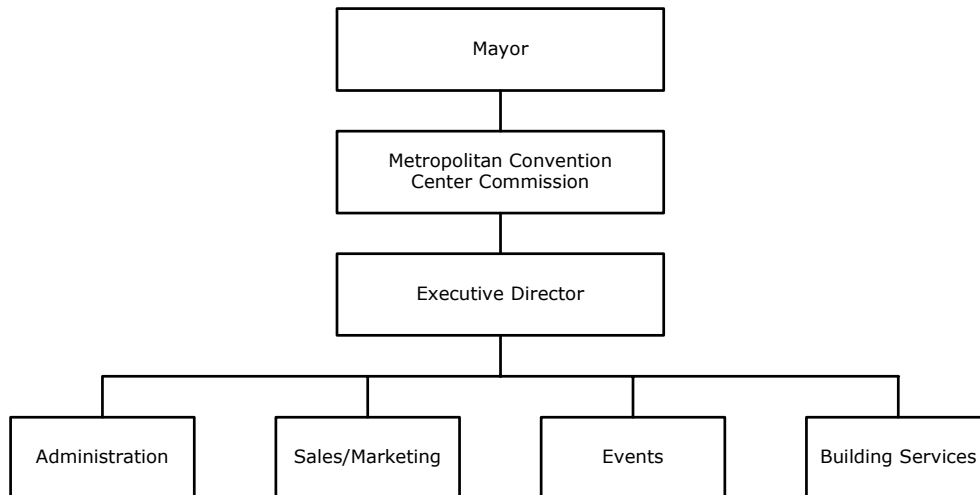 Mayor
Metropolitan Convention
Center Commission
Executive Director
Administration
Sales/Marketing
Events
Building Services